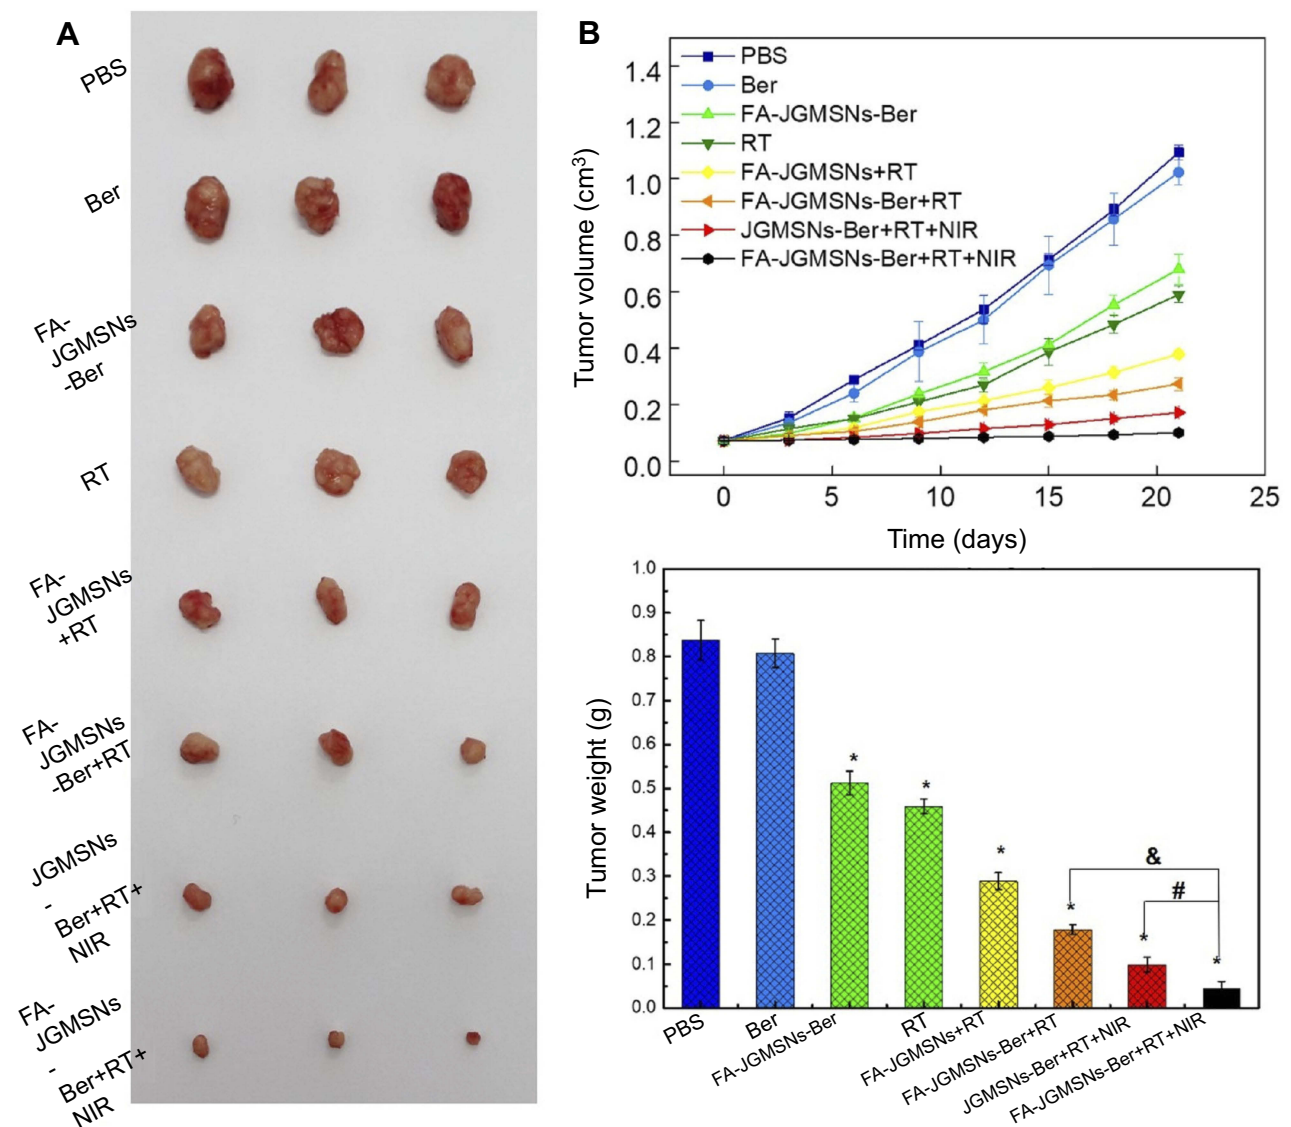 A
PBS
Ber
FA-
JGMSNs
-Ber
RT
FA-
JGMSNs
+RT
FA-
JGMSNs
-Ber+RT
JGMSNs
-
Ber+RT+
NIR
FA-
JGMSNs
-
Ber+RT+
NIR
B
PBS
Ber
FA-JGMSNs-Ber
RT
FA-JGMSNs+RT
FA-JGMSNs-Ber+RT
JGMSNs-Ber+RT+NIR
FA-JGMSNs-Ber+RT+NIR
Tumor volume (cm³)
1.4
1.2
1.0
0.8
0.6
0.4
0.2
0.0
0 5 10 15 20 25
Time (days)
Tumor weight (g)
1.0
0.9
0.8
0.7
0.6
0.5
0.4
0.3
0.2
0.1
0.0
* * * * * *
&
#
PBS
Ber
FA-JGMSNs-Ber
RT
FA-JGMSNs+RT
FA-JGMSNs-Ber+RT
JGMSNs-Ber+RT+NIR
FA-JGMSNs-Ber+RT+NIR